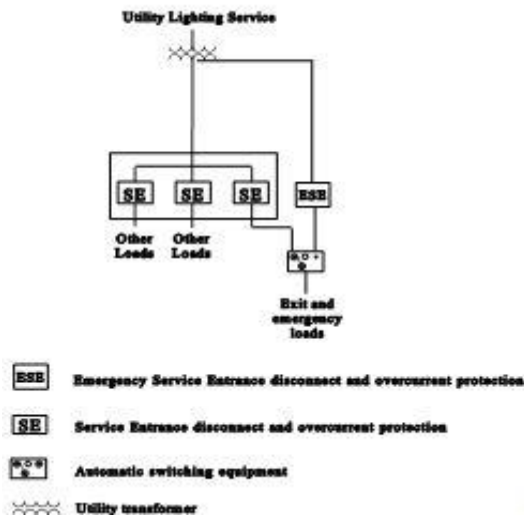 Utility Lighting Service
SE
SE
SE
ESE
Other
Loads
Other
Loads
Exit and
emergency
loads
ESE Emergency Service Entrance disconnect and overcurrent protection
SE Service Entrance disconnect and overcurrent protection
Automatic switching equipment
Utility transformer